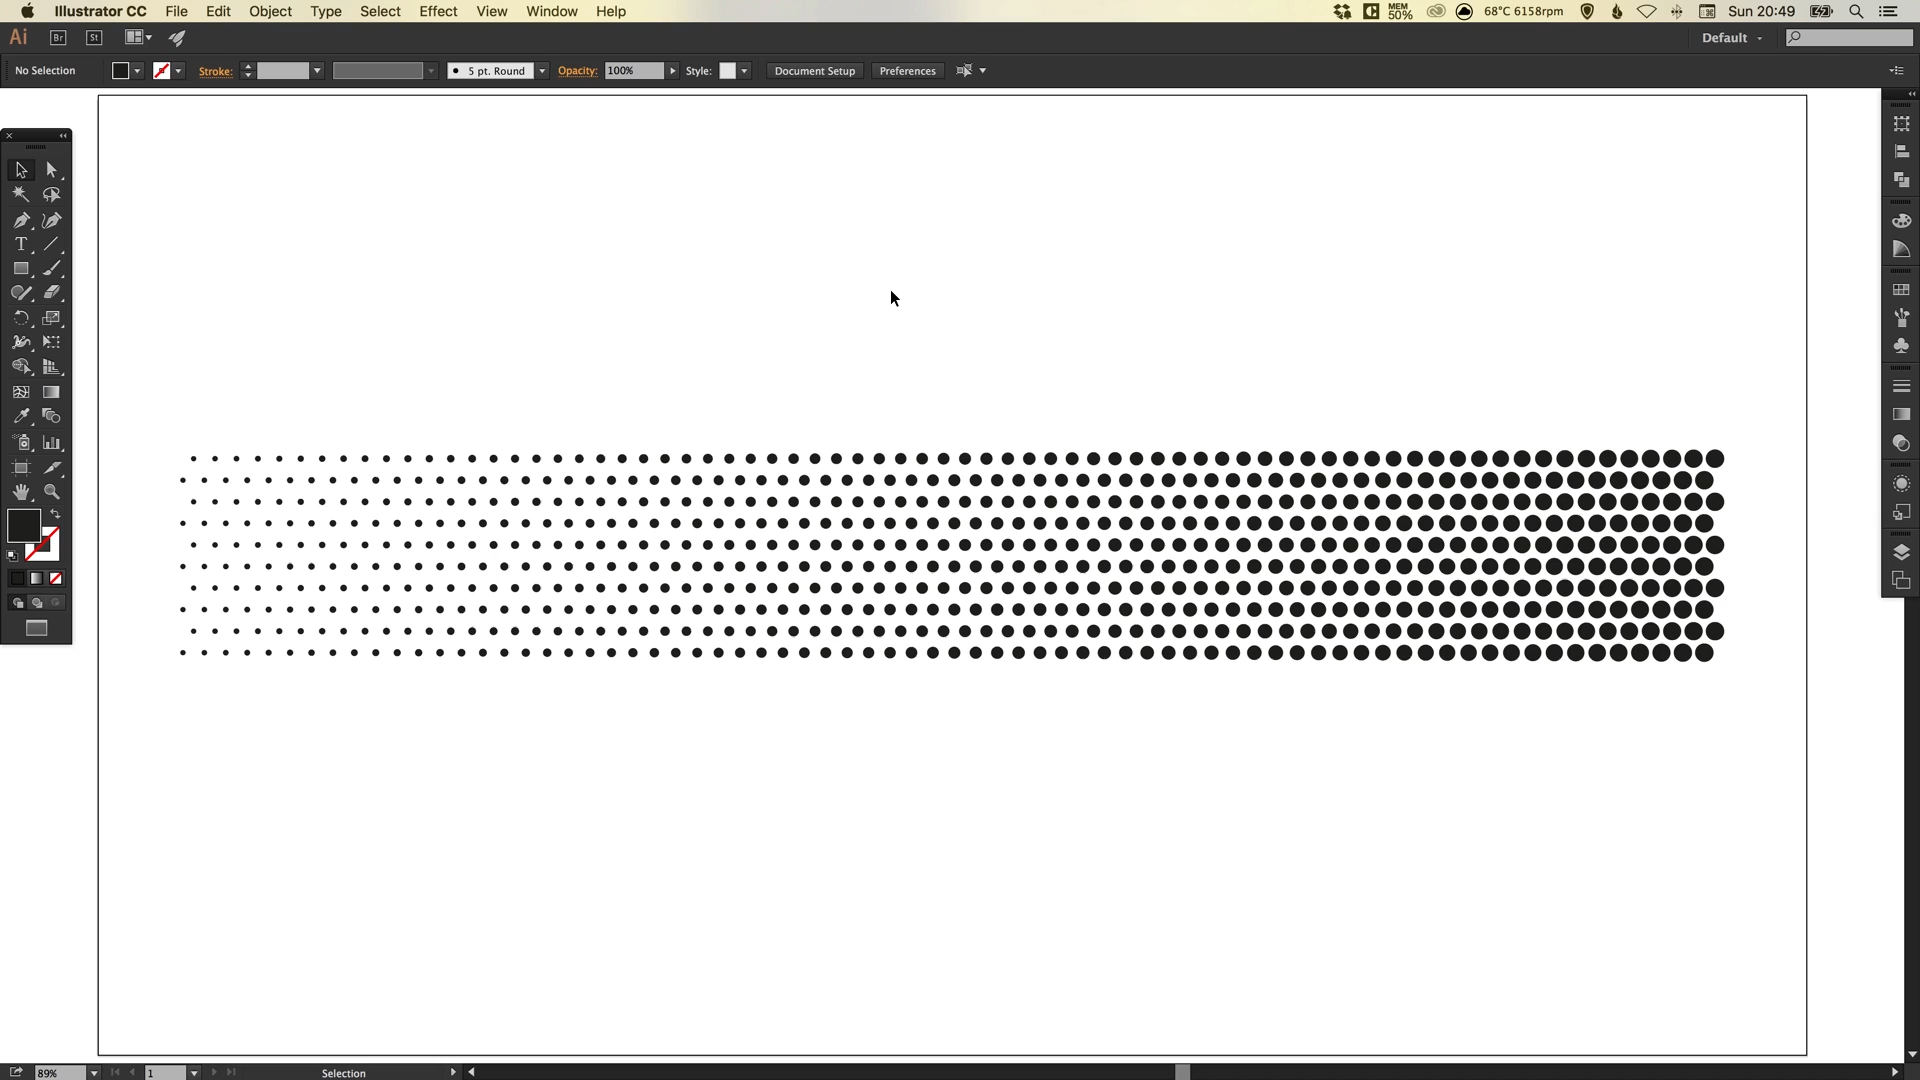 Illustrator CC File Edit Object Type Select Effect View Window Help MEM 50% 68°C 6158rpm Sun 20:49
Ai Br St Default
No Selection Stroke: 5 pt. Round Opacity: 100% Style: Document Setup Preferences
T
89% 1 Selection